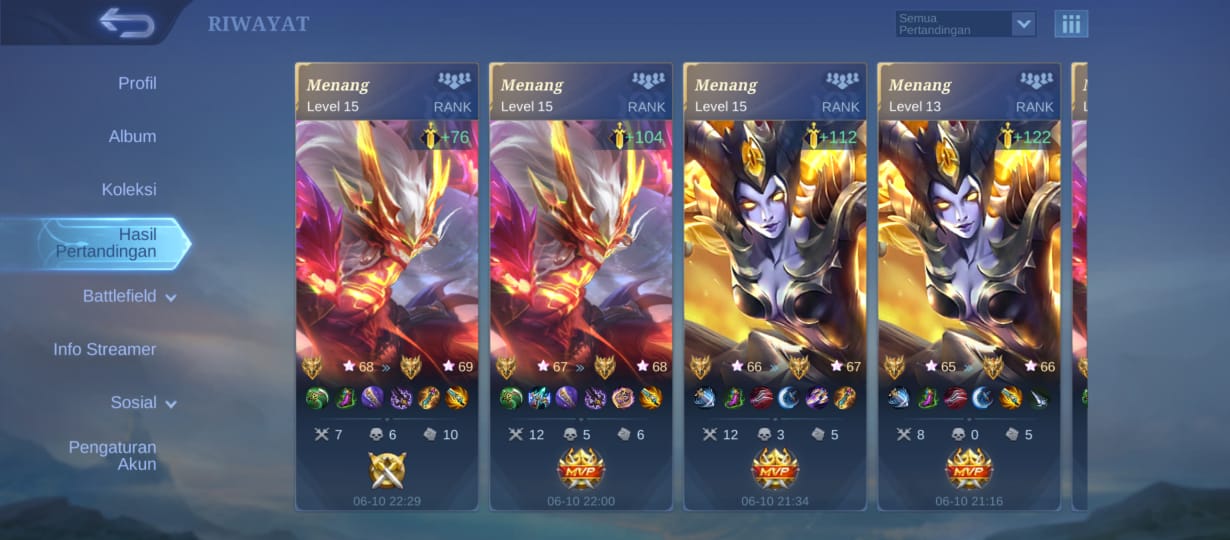 RIWAYAT
Semua
Pertandingan
Profil
Album
Koleksi
Hasil
Pertandingan
Battlefield
Info Streamer
Sosial
Pengaturan
Akun
Menang
Level 15
RANK
+76
68 » 69
7 6 10
06-10 22:29
Menang
Level 15
RANK
+104
67 » 68
12 5 6
MVP
06-10 22:00
Menang
Level 15
RANK
+112
66 » 67
12 3 5
MVP
06-10 21:34
Menang
Level 13
RANK
+122
65 » 66
8 0 5
MVP
06-10 21:16